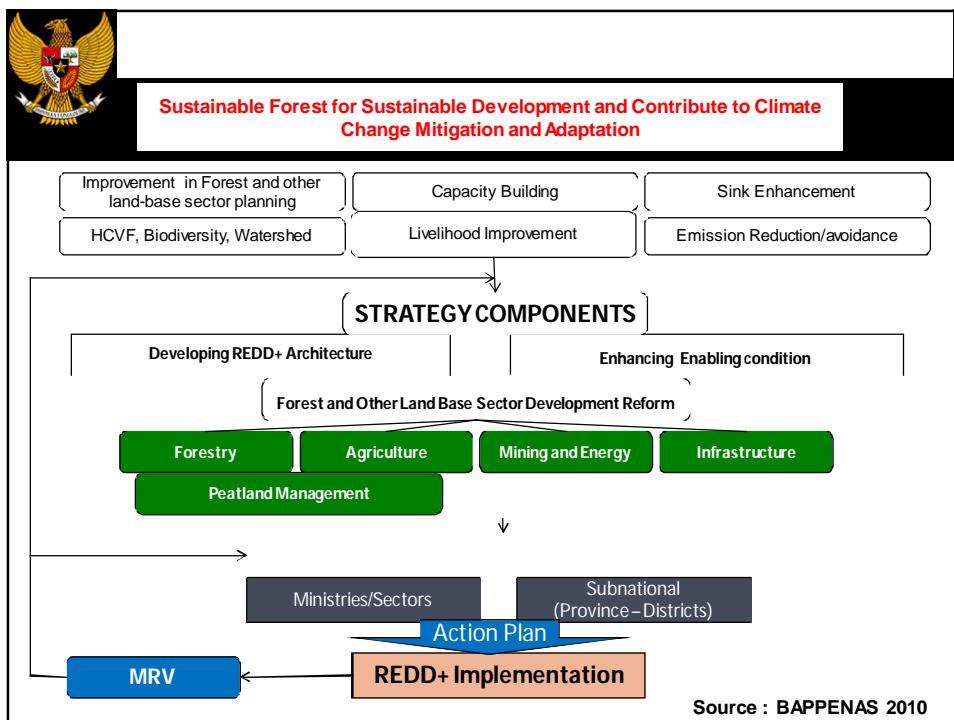 Sustainable Forest for Sustainable Development and Contribute to Climate
Change Mitigation and Adaptation
Improvement in Forest and other
land-base sector planning
Capacity Building
Sink Enhancement
HCVF, Biodiversity, Watershed
Livelihood Improvement
Emission Reduction/avoidance
STRATEGY COMPONENTS
Developing REDD+ Architecture
Enhancing Enabling condition
Forest and Other Land Base Sector Development Reform
Forestry
Agriculture
Mining and Energy
Infrastructure
Peatland Management
Ministries/Sectors
Subnational
(Province – Districts)
Action Plan
MRV
REDD+ Implementation
Source : BAPPENAS 2010